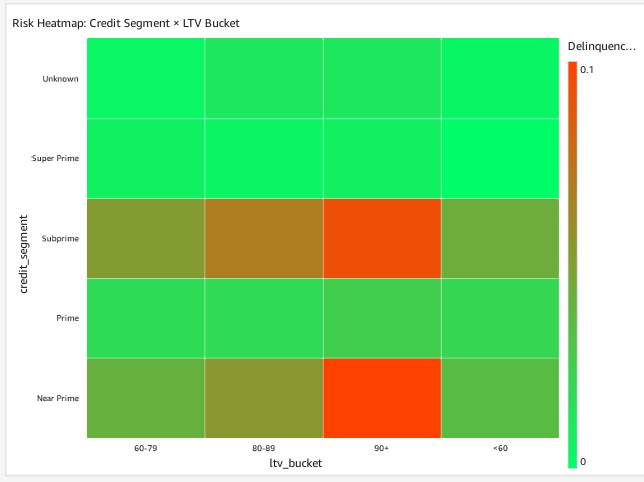 Risk Heatmap: Credit Segment × LTV Bucket
Delinquenc...
0.1
Unknown
Super Prime
Subprime
Prime
Near Prime
credit_segment
0
60-79
80-89
90+
<60
ltv_bucket